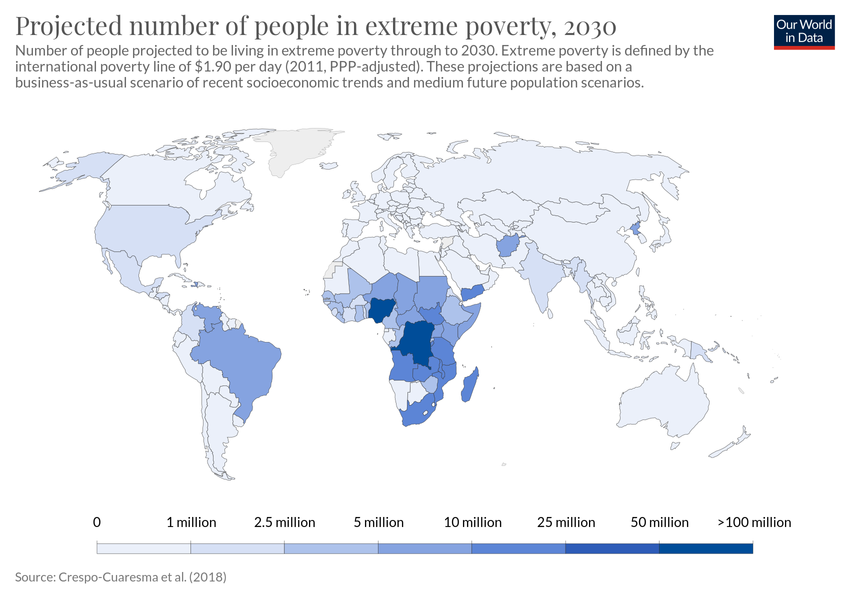 Projected number of people in extreme poverty, 2030
Our World
in Data
Number of people projected to be living in extreme poverty through to 2030. Extreme poverty is defined by the
international poverty line of $1.90 per day (2011, PPP-adjusted). These projections are based on a
business-as-usual scenario of recent socioeconomic trends and medium future population scenarios.
0 1 million 2.5 million 5 million 10 million 25 million 50 million >100 million
Source: Crespo-Cuaresma et al. (2018)